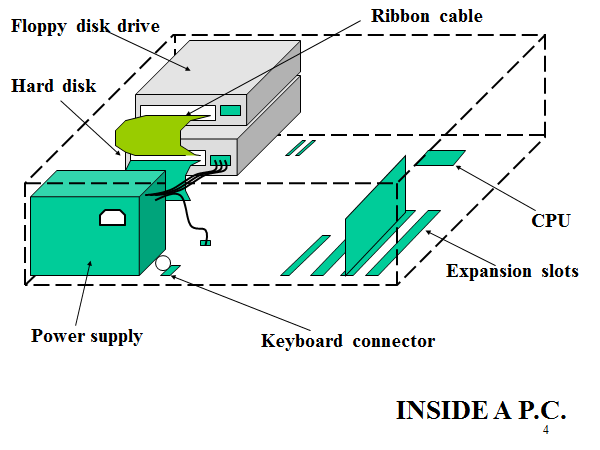 Ribbon cable
Floppy disk drive
Hard disk
CPU
Expansion slots
Power supply
Keyboard connector
INSIDE A P.C.
4